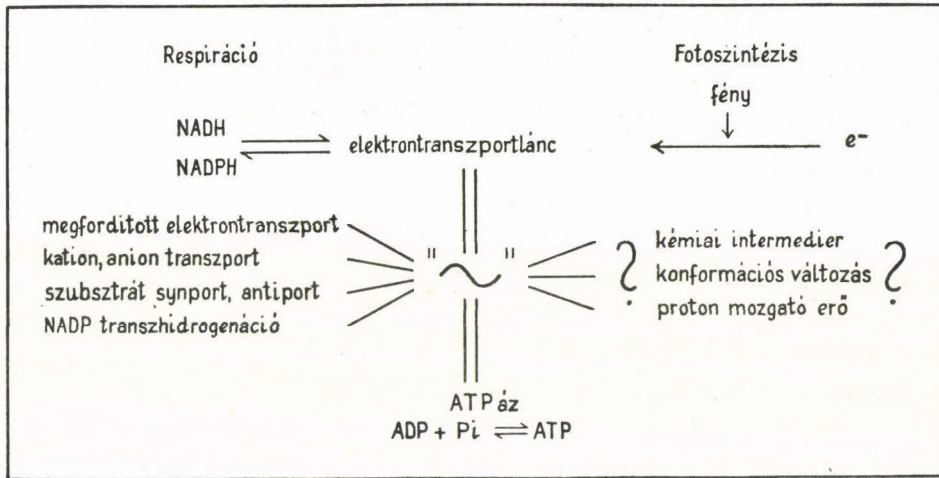 Respiráció
Fotoszintézis
fény
NADH
NADPH
elektrontranszportlánc
e⁻
megfordított elektrontranszport
kation, anion transzport
szubsztrát synport, antiport
NADP transzhidrogenáció
" ~ "
? kémiai intermedier ?
konformációs változás
proton mozgató erő
ATPáz
ADP + Pi ⇌ ATP